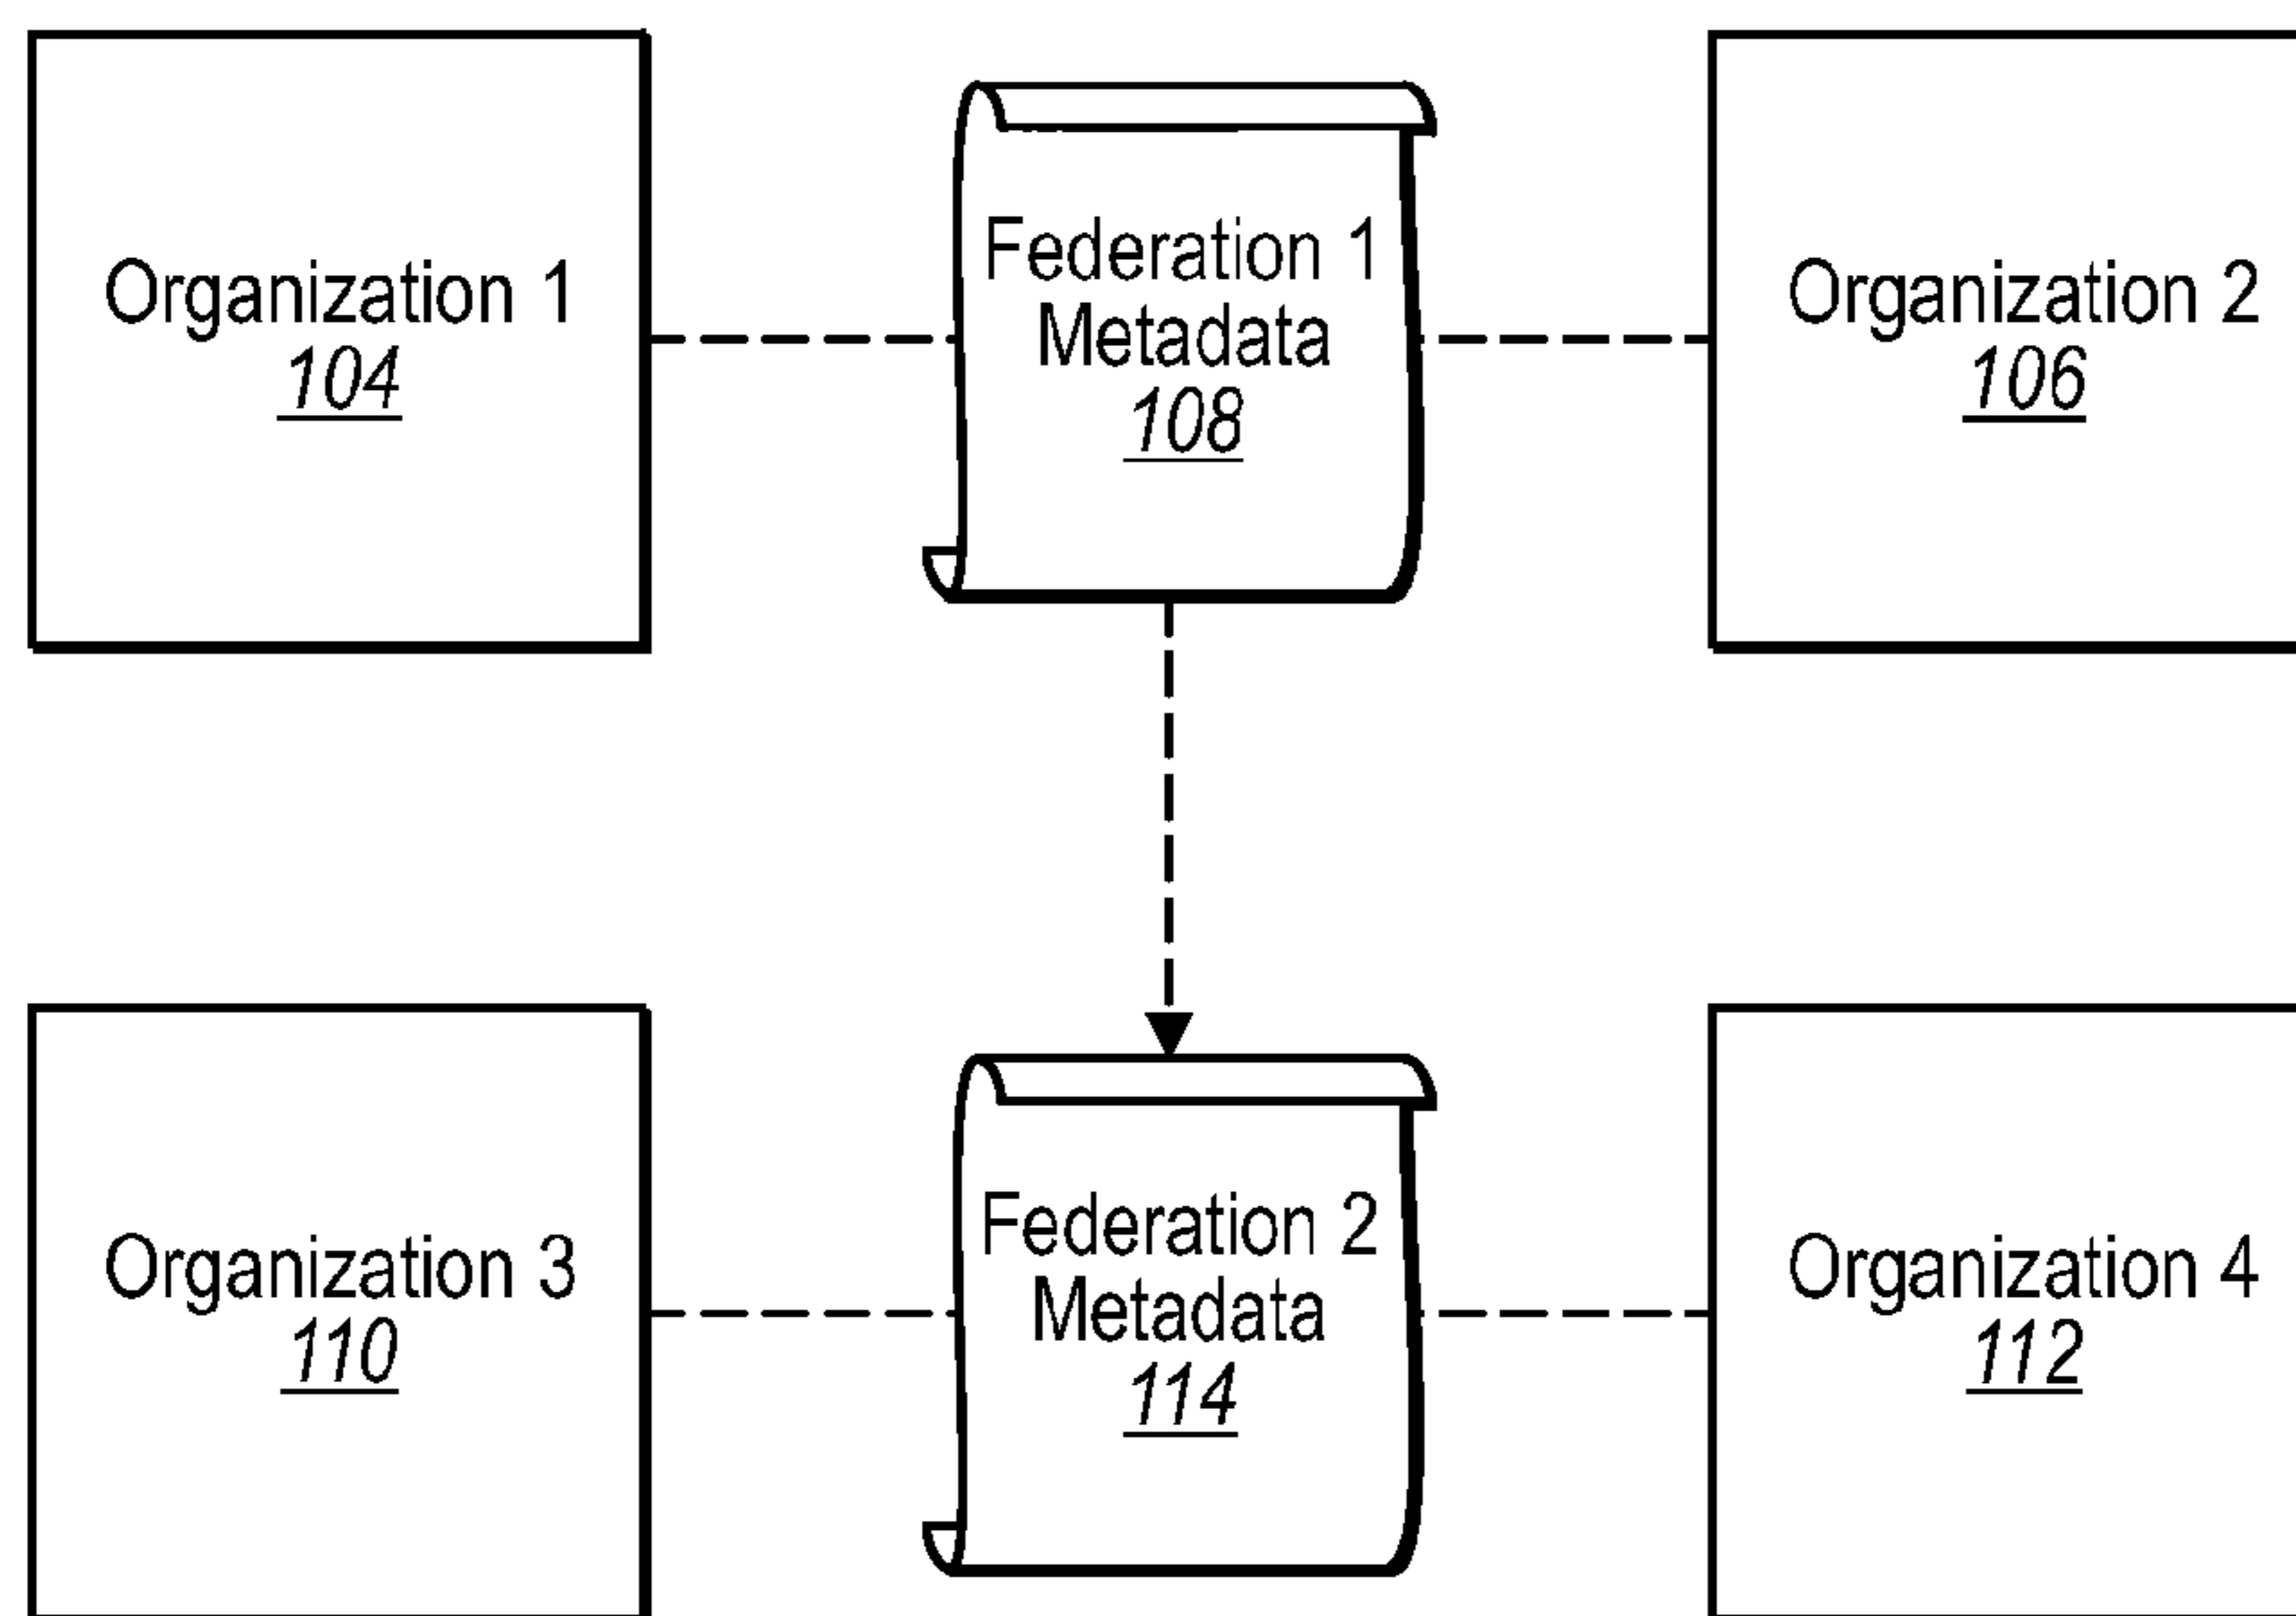 Organization 1
104
Federation 1
Metadata
108
Organization 2
106
Organization 3
110
Federation 2
Metadata
114
Organization 4
112